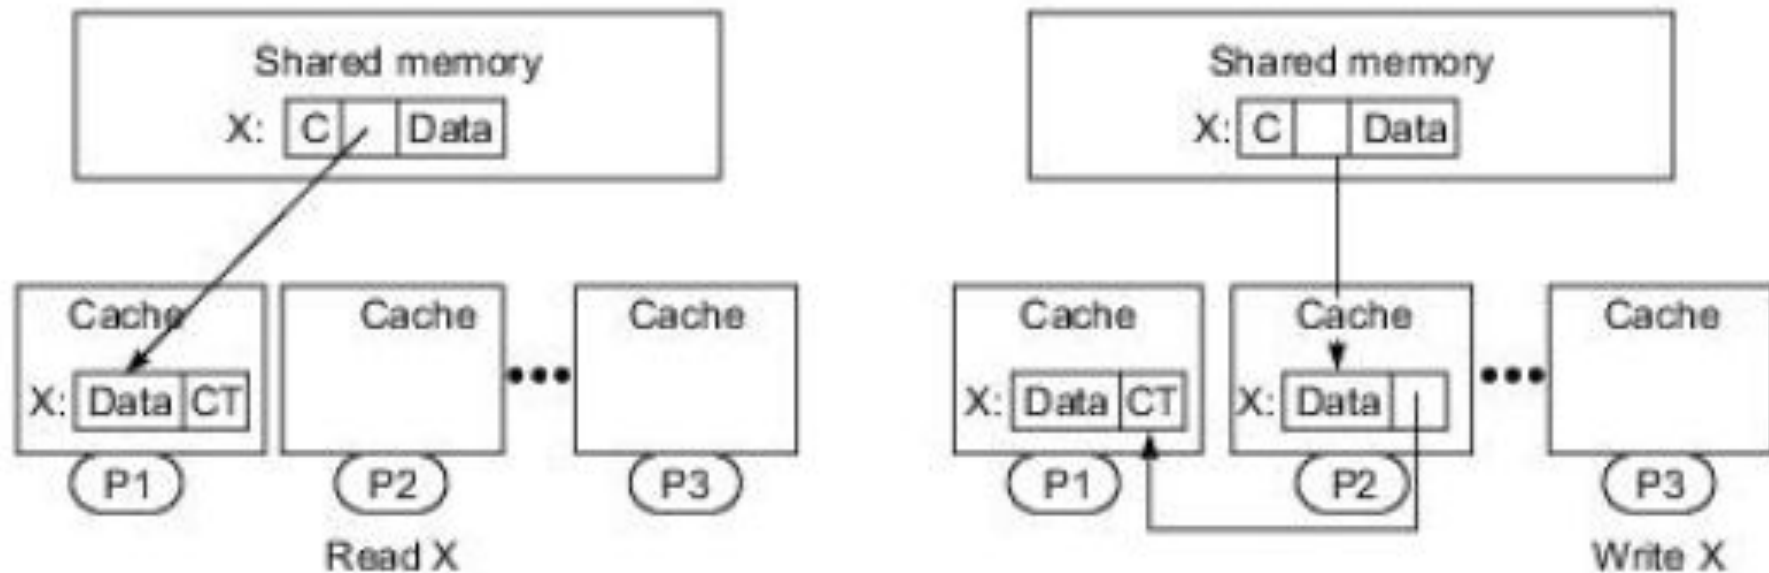 Shared memory
X: C Data
Cache Cache Cache
X: Data CT
P1 P2 P3
Read X
Shared memory
X: C Data
Cache Cache Cache
X: Data CT X: Data
P1 P2 P3
Write X